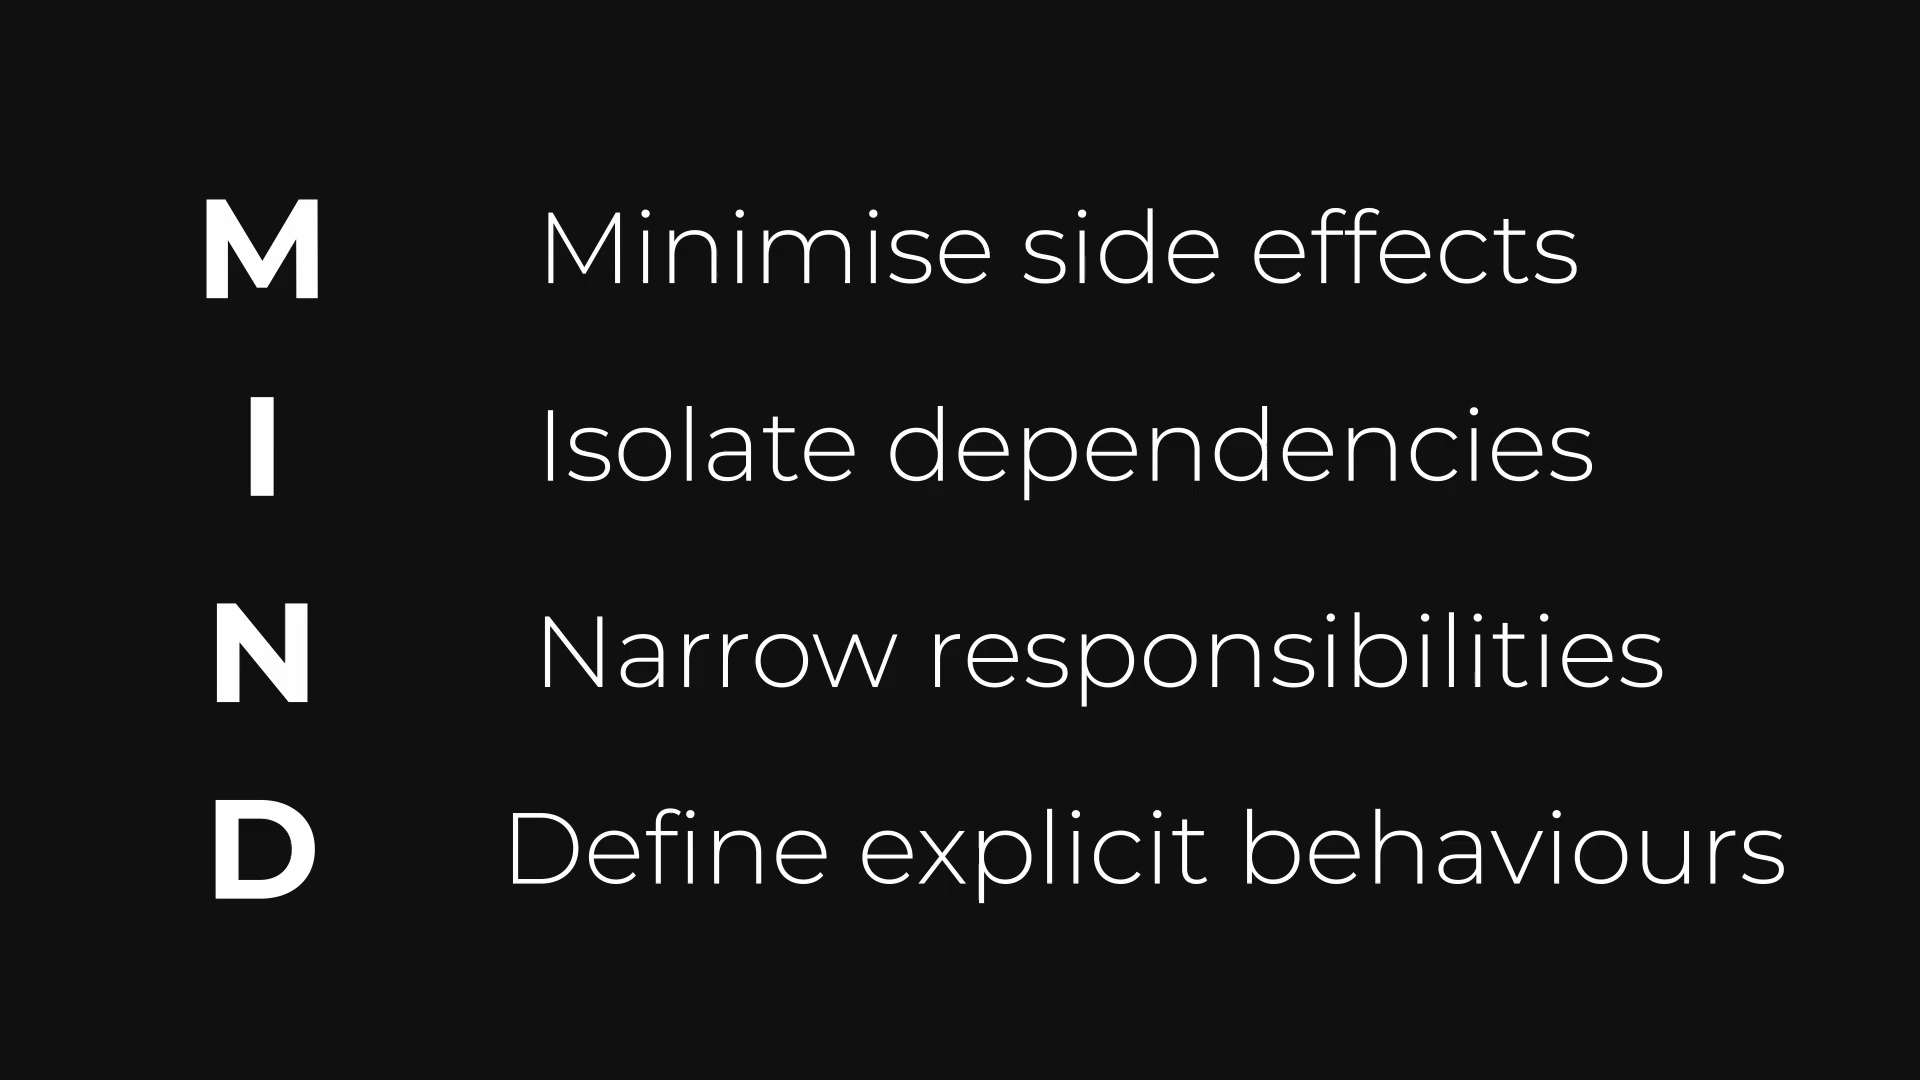 M Minimise side effects
I Isolate dependencies
N Narrow responsibilities
D Define explicit behaviours